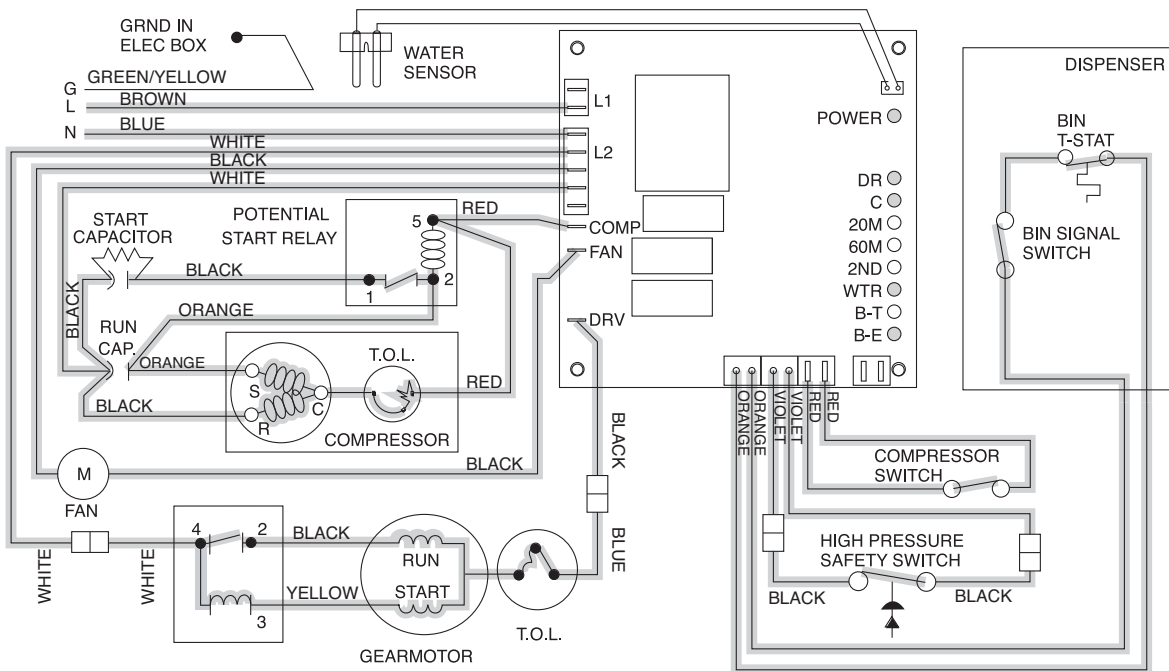 GRND IN
ELEC BOX
WATER
SENSOR
DISPENSER
G GREEN/YELLOW
L BROWN
L1
POWER
BIN
T-STAT
N BLUE
WHITE
L2
BLACK
WHITE
DR
C
20M
60M
2ND
WTR
B-T
B-E
BIN SIGNAL
SWITCH
START
CAPACITOR
POTENTIAL
START RELAY
5
RED
COMP
FAN
DRV
BLACK
1
2
ORANGE
BLACK
RUN
CAP.
ORANGE
BLACK
S
R
C
T.O.L.
RED
COMPRESSOR
ORANGE
ORANGE
VIOLET
VIOLET
RED
RED
BLACK
COMPRESSOR
SWITCH
M
FAN
BLACK
4
2
BLACK
RUN
BLUE
HIGH PRESSURE
SAFETY SWITCH
WHITE
WHITE
YELLOW
START
3
BLACK
BLACK
T.O.L.
GEARMOTOR